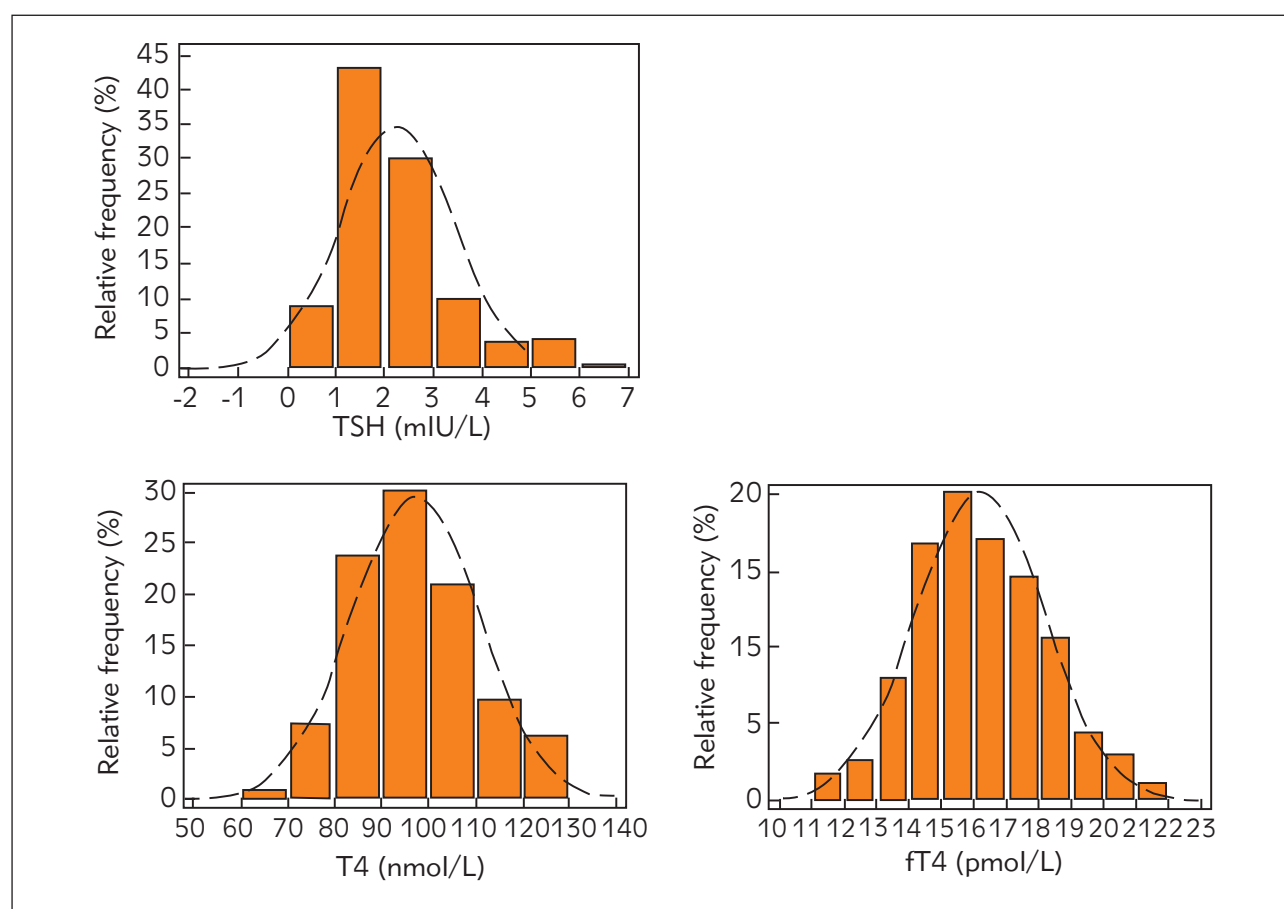 Relative frequency (%)
45
40
35
30
25
20
15
10
5
0
-2 -1 0 1 2 3 4 5 6 7
TSH (mIU/L)
Relative frequency (%)
30
25
20
15
10
5
0
50 60 70 80 90 100 110 120 130 140
T4 (nmol/L)
Relative frequency (%)
20
15
15
5
0
10 11 12 13 14 15 16 17 18 19 20 21 22 23
fT4 (pmol/L)